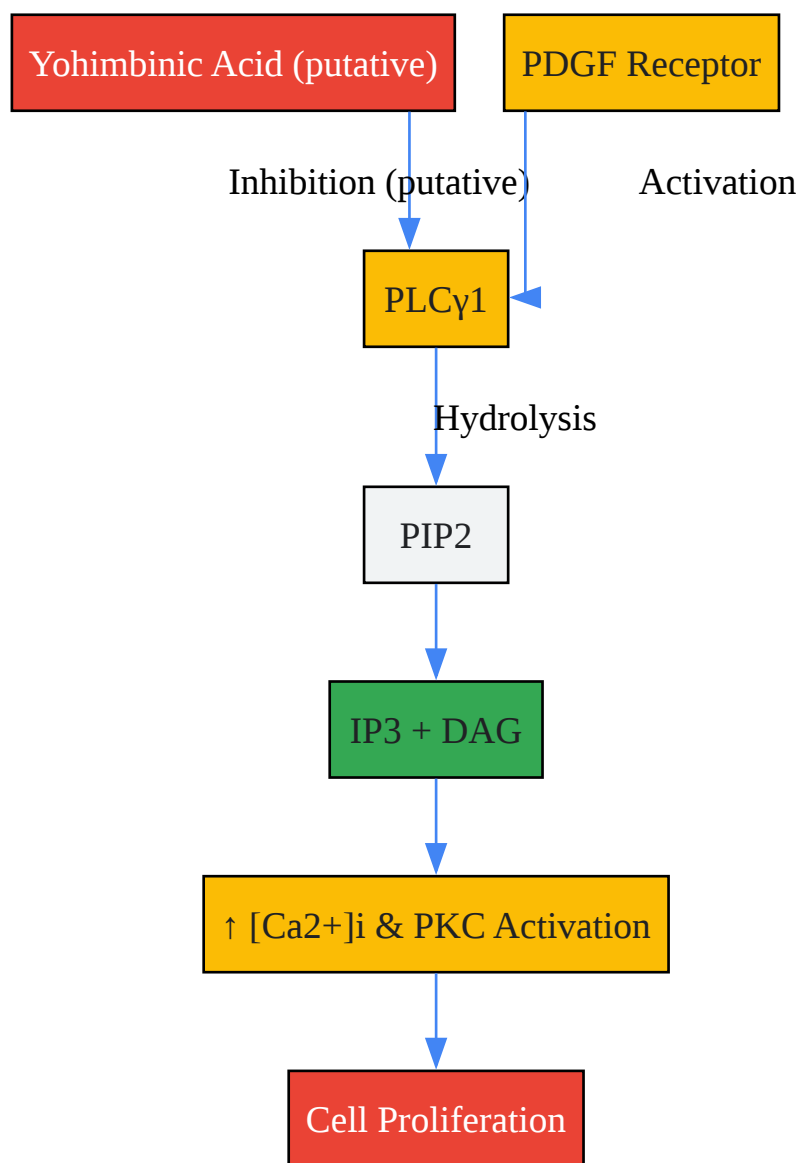 Yohimbinic Acid (putative)
PDGF Receptor
Inhibition (putative)
Activation
PLCγ1
Hydrolysis
PIP2
IP3 + DAG
↑ [Ca2+]i & PKC Activation
Cell Proliferation